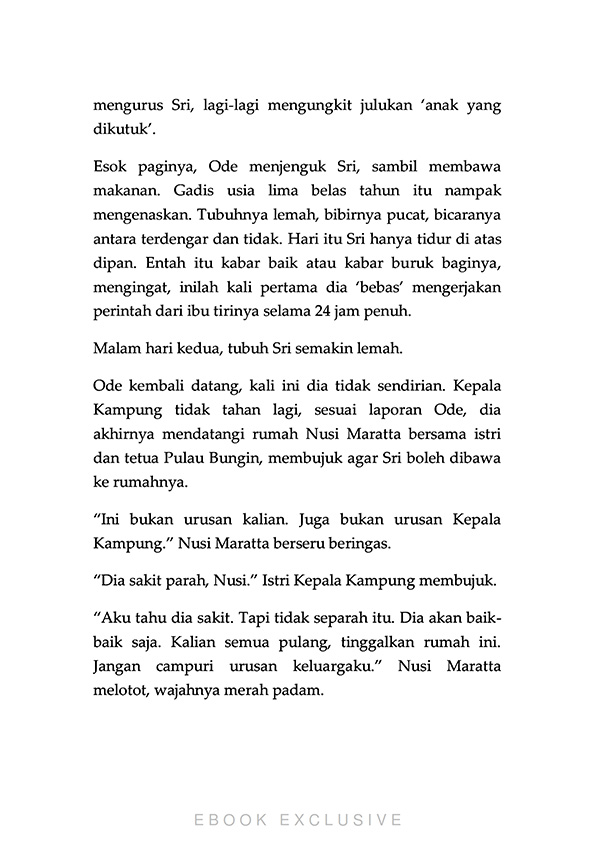 mengurus Sri, lagi-lagi mengungkit julukan ‘anak yang
dikutuk’.
Esok paginya, Ode menjenguk Sri, sambil membawa
makanan. Gadis usia lima belas tahun itu nampak
mengenaskan. Tubuhnya lemah, bibirnya pucat, bicaranya
antara terdengar dan tidak. Hari itu Sri hanya tidur di atas
dipan. Entah itu kabar baik atau kabar buruk baginya,
mengingat, inilah kali pertama dia ‘bebas’ mengerjakan
perintah dari ibu tirinya selama 24 jam penuh.
Malam hari kedua, tubuh Sri semakin lemah.
Ode kembali datang, kali ini dia tidak sendirian. Kepala
Kampung tidak tahan lagi, sesuai laporan Ode, dia
akhirnya mendatangi rumah Nusi Maratta bersama istri
dan tetua Pulau Bungin, membujuk agar Sri boleh dibawa
ke rumahnya.
“Ini bukan urusan kalian. Juga bukan urusan Kepala
Kampung.” Nusi Maratta berseru beringas.
“Dia sakit parah, Nusi.” Istri Kepala Kampung membujuk.
“Aku tahu dia sakit. Tapi tidak separah itu. Dia akan baik-
baik saja. Kalian semua pulang, tinggalkan rumah ini.
Jangan campuri urusan keluargaku.” Nusi Maratta
melotot, wajahnya merah padam.
EBOOK EXCLUSIVE